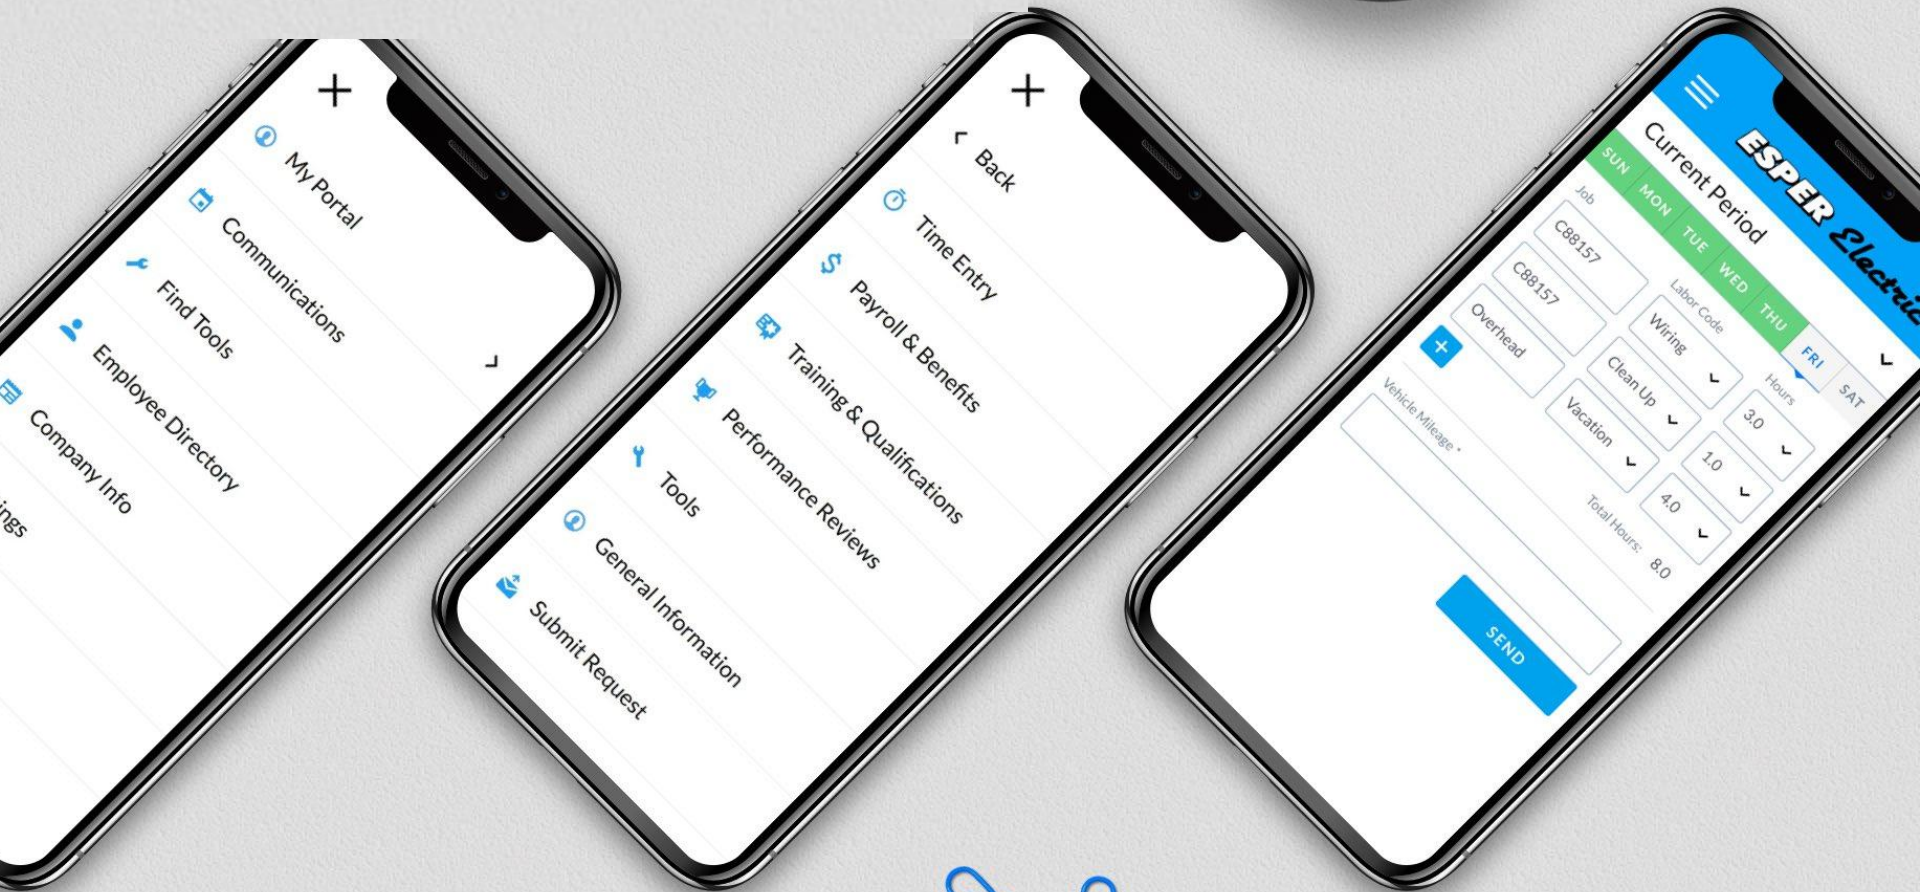 My Portal
Communications
Find Tools
Employee Directory
Company Info
ings
Back
Time Entry
Payroll & Benefits
Training & Qualifications
Performance Reviews
Tools
General Information
Submit Request
ESPER Electric
Current Period
SUN MON TUE WED THU FRI SAT
Job Labor Code Hours
C88157 Wiring 3.0
C88157 Clean Up 1.0
Overhead Vacation 4.0
Total Hours: 8.0
Vehicle Mileage *
SEND